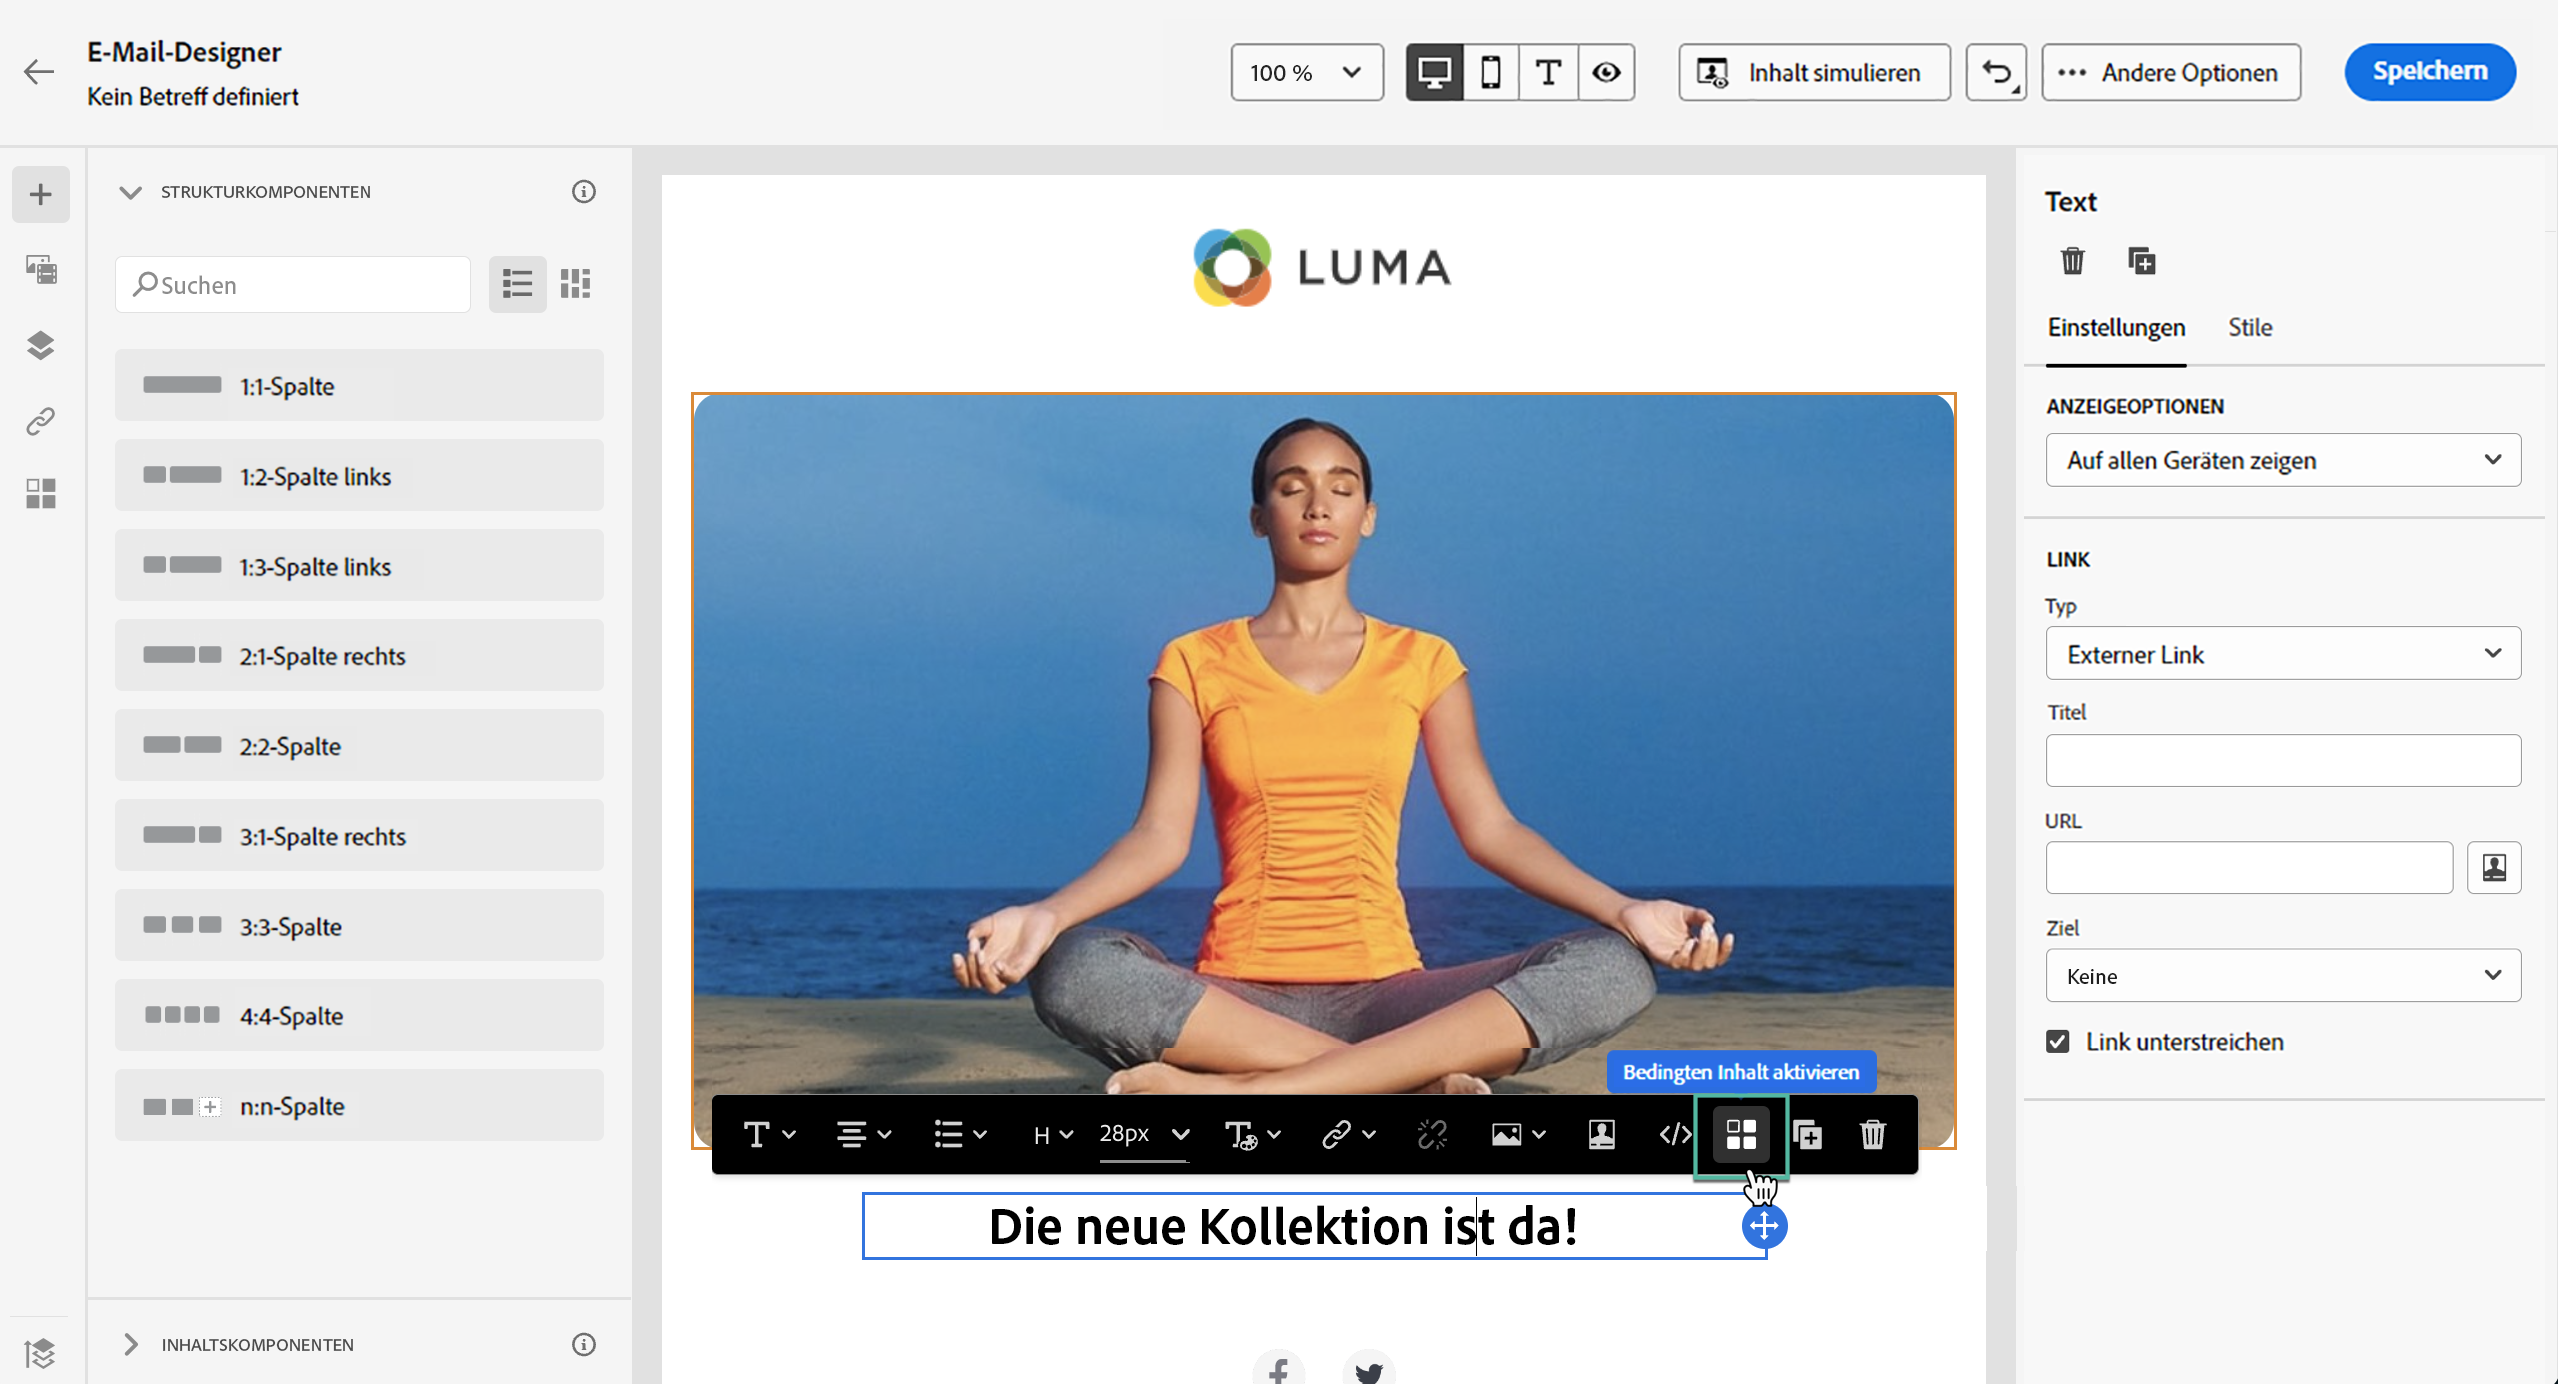 E-Mail-Designer
Kein Betreff definiert
100 %
Inhalt simulieren
Andere Optionen
Speichern
STRUKTURKOMPONENTEN
Suchen
1:1-Spalte
1:2-Spalte links
1:3-Spalte links
2:1-Spalte rechts
2:2-Spalte
3:1-Spalte rechts
3:3-Spalte
4:4-Spalte
n:n-Spalte
INHALTSKOMPONENTEN
LUMA
Bedingten Inhalt aktivieren
H
28px
Die neue Kollektion ist da!
Text
Einstellungen
Stile
ANZEIGEOPTIONEN
Auf allen Geräten zeigen
LINK
Typ
Externer Link
Titel
URL
Ziel
Keine
Link unterstreichen